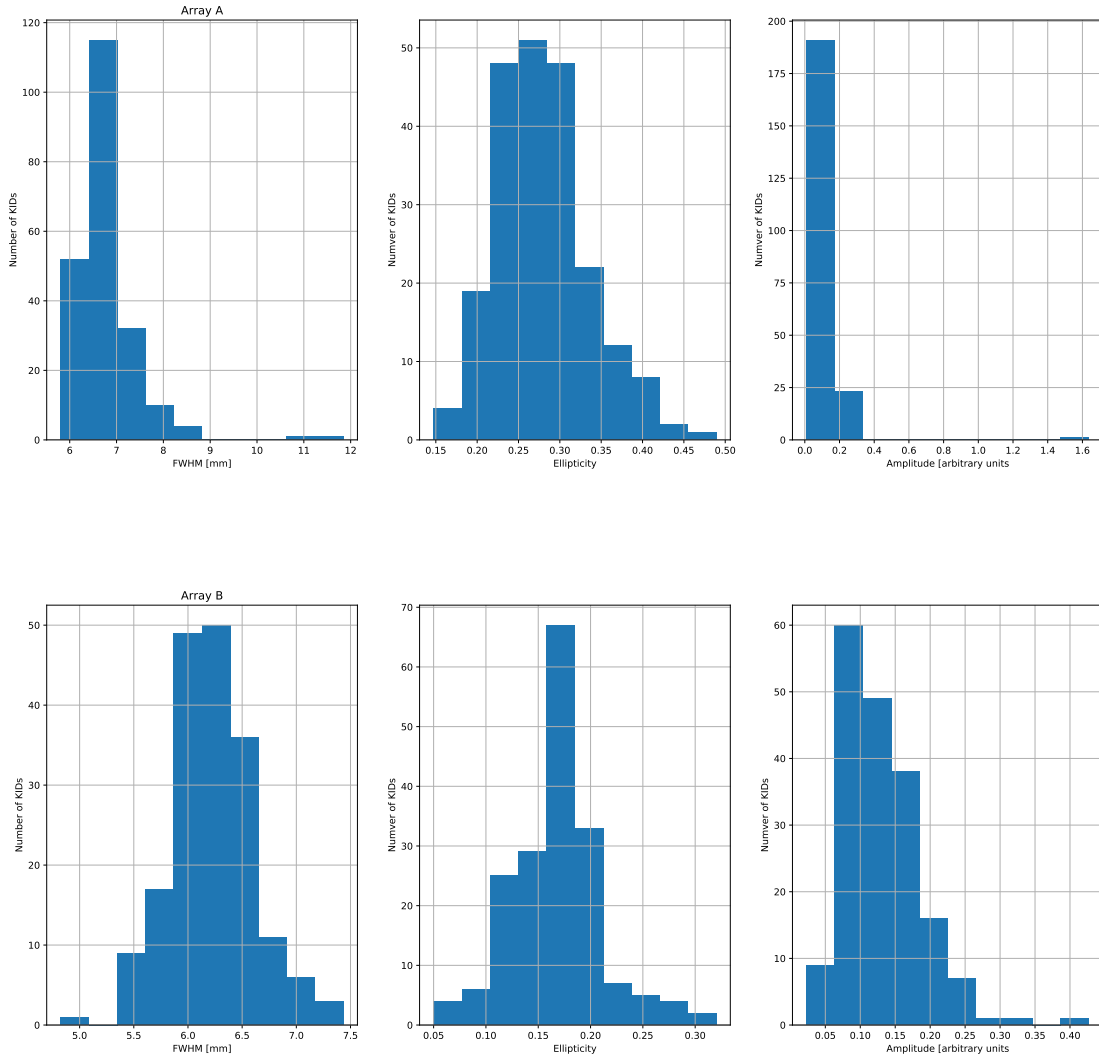 Array A
120
100
80
60
40
20
0
Number of KIDs
6 7 8 9 10 11 12
FWHM [mm]
50
40
30
20
10
0
Numver of KIDs
0.15 0.20 0.25 0.30 0.35 0.40 0.45 0.50
Ellipticity
200
175
150
125
100
75
50
25
0
Numver of KIDs
0.0 0.2 0.4 0.6 0.8 1.0 1.2 1.4 1.6
Amplitude [arbitrary units
Array B
50
40
30
20
10
0
Number of KIDs
5.0 5.5 6.0 6.5 7.0 7.5
FWHM [mm]
70
60
50
40
30
20
10
0
Numver of KIDs
0.05 0.10 0.15 0.20 0.25 0.30
Ellipticity
60
50
40
30
20
10
0
Numver of KIDs
0.05 0.10 0.15 0.20 0.25 0.30 0.35 0.40
Amplitude [arbitrary units